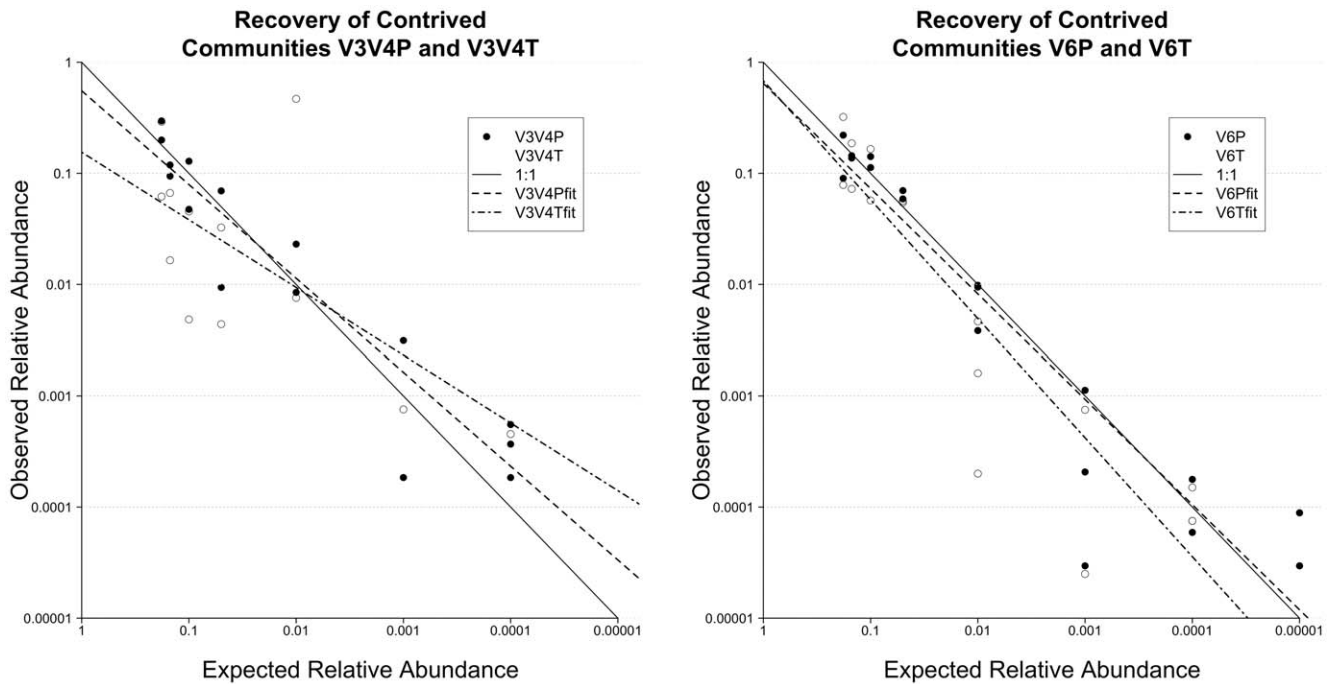 Recovery of Contrived
Communities V3V4P and V3V4T
1
0.1
0.01
0.001
0.0001
0.00001
1
0.1
0.01
0.001
0.0001
0.00001
Observed Relative Abundance
Expected Relative Abundance
V3V4P
V3V4T
1:1
V3V4Pfit
V3V4Tfit
Recovery of Contrived
Communities V6P and V6T
1
0.1
0.01
0.001
0.0001
0.00001
1
0.1
0.01
0.001
0.0001
0.00001
Observed Relative Abundance
Expected Relative Abundance
V6P
V6T
1:1
V6Pfit
V6Tfit